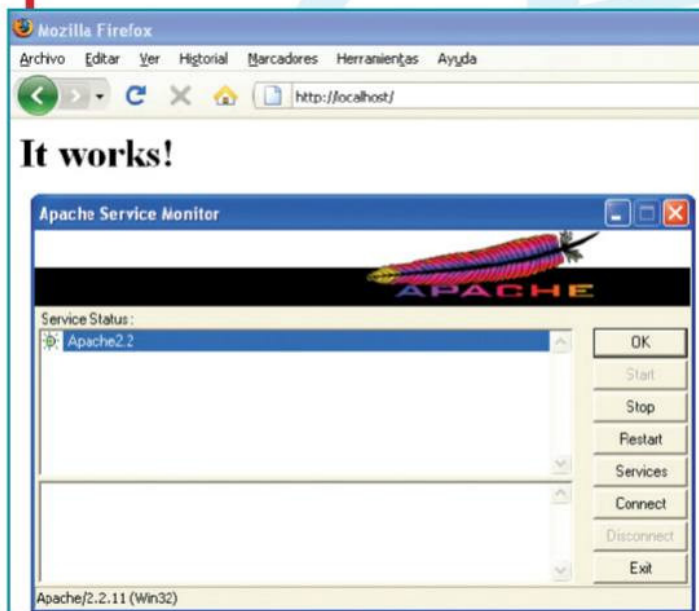 Mozilla Firefox
Archivo Editar Ver Historial Marcadores Herramientas Ayuda
http://localhost/
It works!
Apache Service Monitor
APACHE
Service Status:
Apache2.2
OK
Start
Stop
Restart
Services
Connect
Disconnect
Exit
Apache/2.2.11 (Win32)